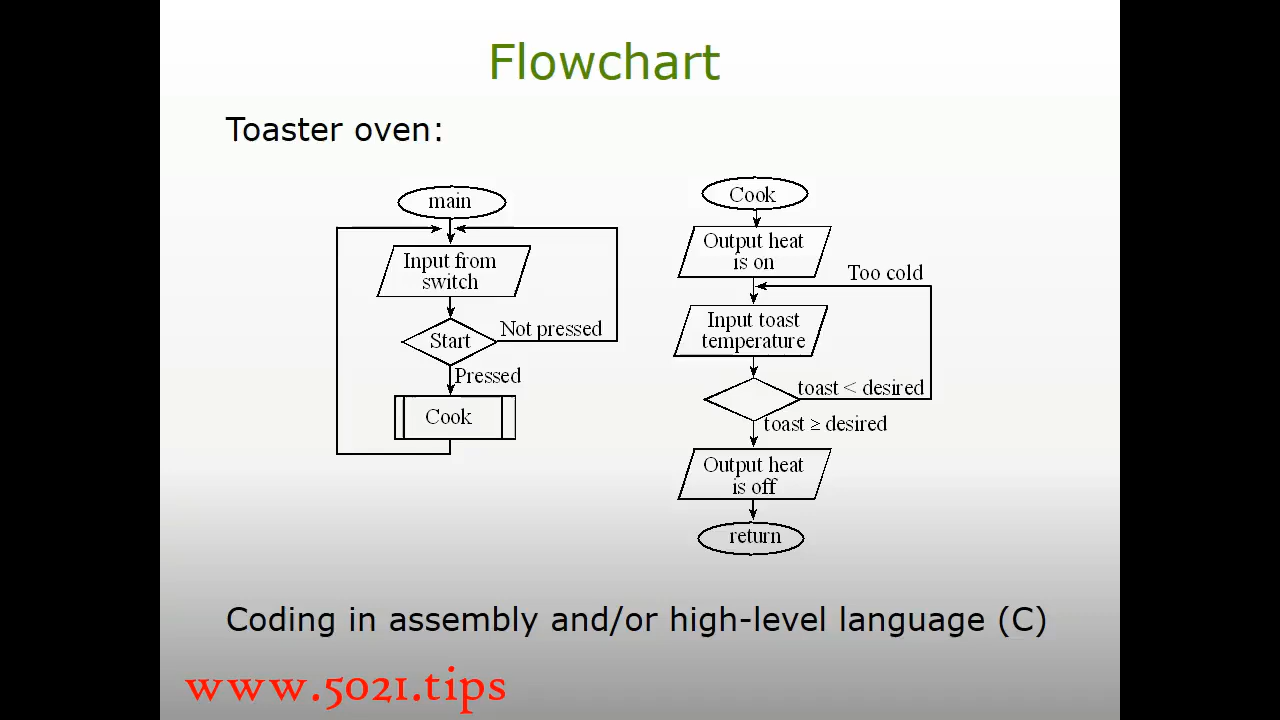 Flowchart
Toaster oven:
main
Input from
switch
Start
Not pressed
Pressed
Cook
Cook
Output heat
is on
Too cold
Input toast
temperature
toast < desired
toast ≥ desired
Output heat
is off
return
Coding in assembly and/or high-level language (C)
www.5021.tips